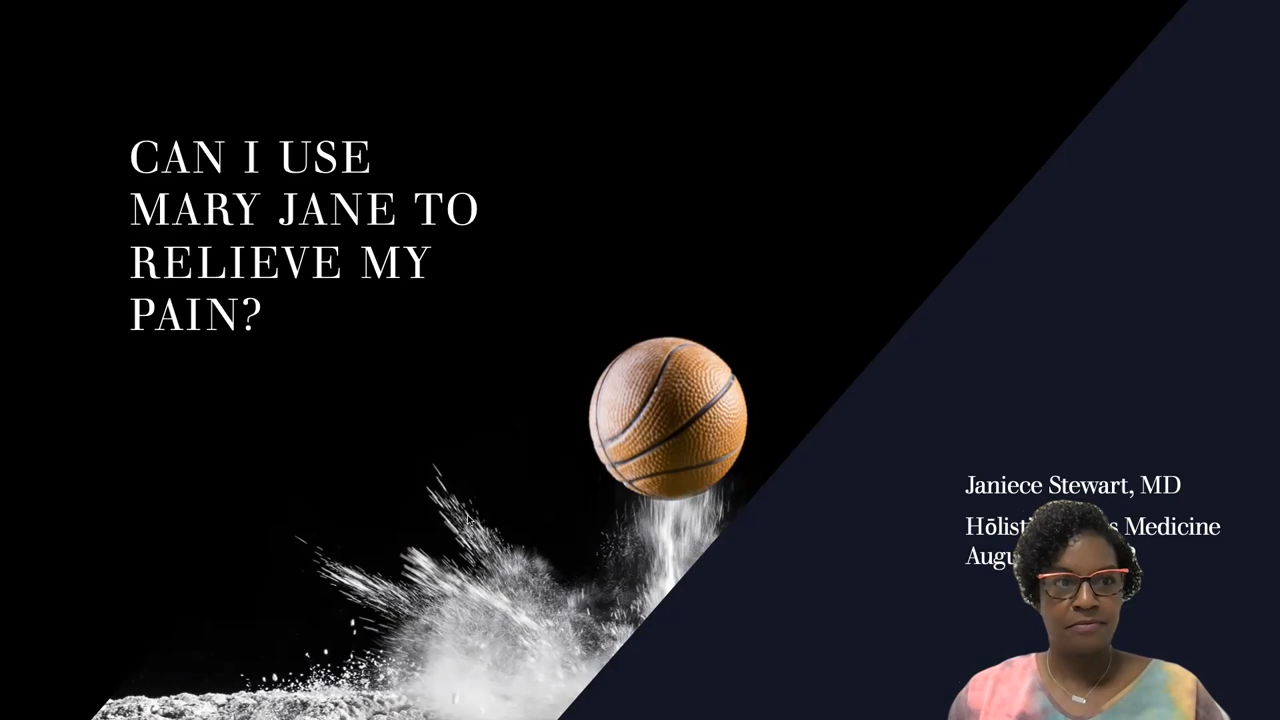 CAN I USE
MARY JANE TO
RELIEVE MY
PAIN?
Janiece Stewart, MD
Medicine